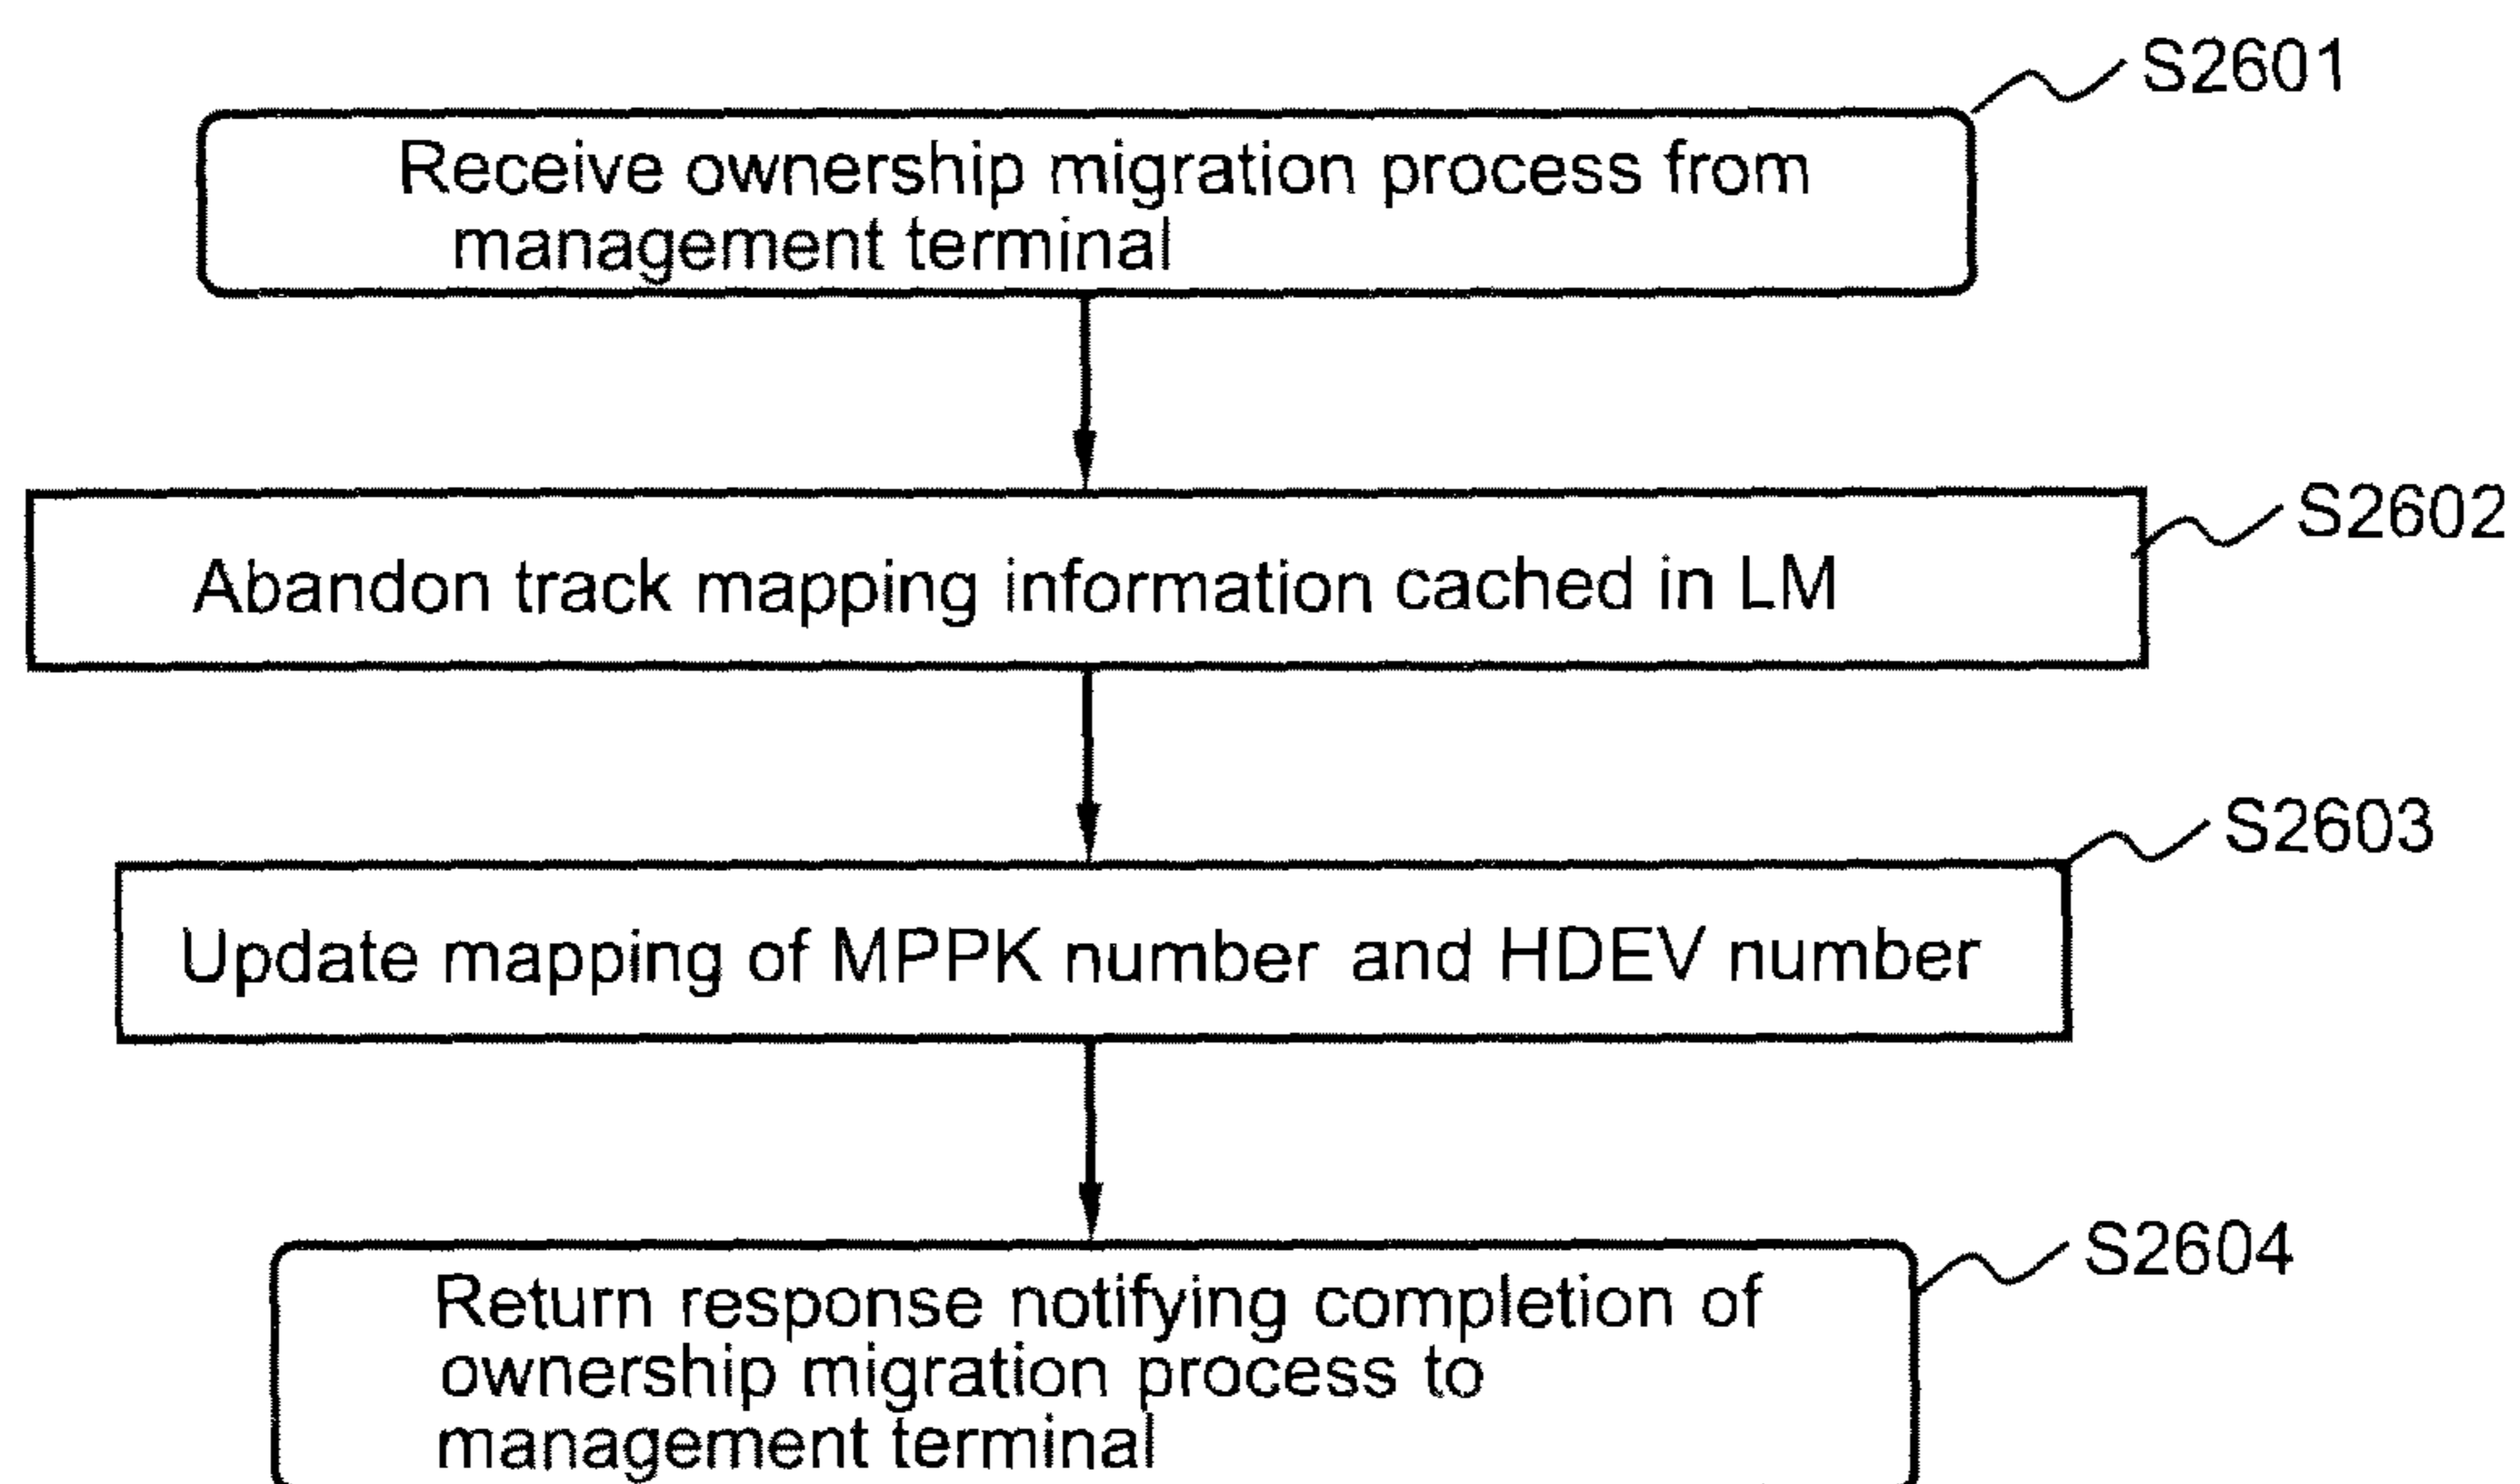 S2601
Receive ownership migration process from
management terminal
S2602
Abandon track mapping information cached in LM
S2603
Update mapping of MPPK number and HDEV number
S2604
Return response notifying completion of
ownership migration process to
management terminal